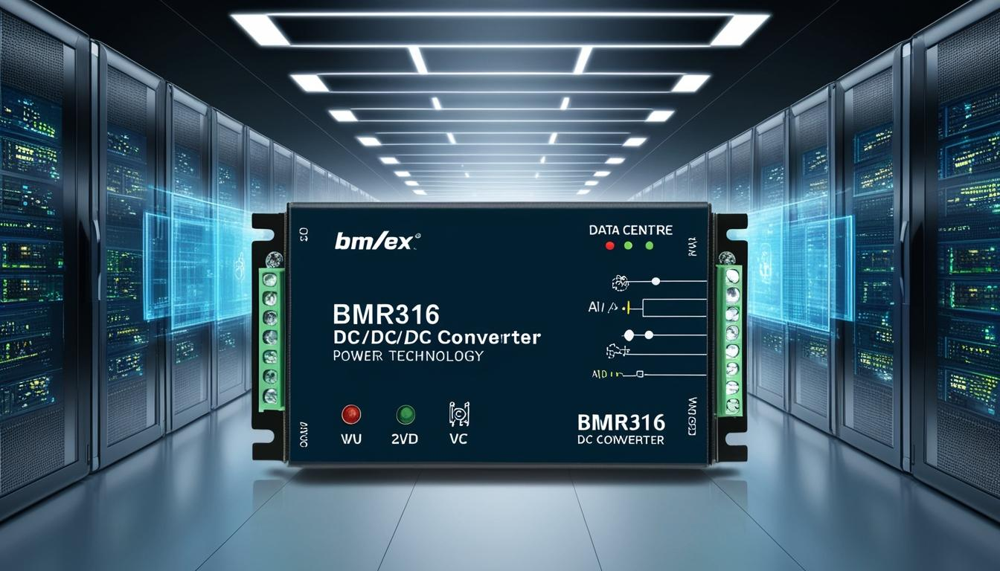 bm/ex
DATA CENTRE
BMR316
DC/DC/DC Converter
POWER TECHNOLOGY
WU
2VD
VC
BMR316
DC CONVERTER